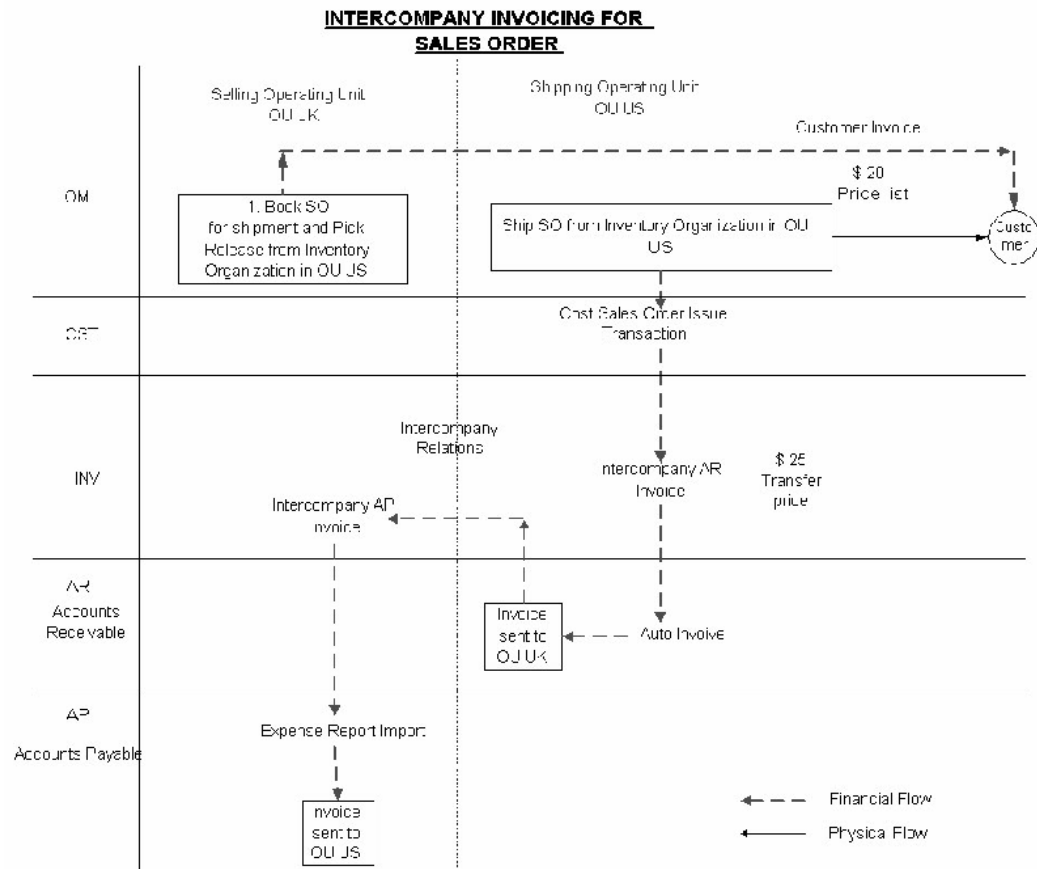 INTERCOMPANY INVOICING FOR
SALES ORDER
Selling Operating Unit
OU UK
Shipping Operating Unit
OU US
Customer Invoice
$ 20
Price list
OM
1. Book SO
for shipment and Pick
Release from Inventory
Organization in OU US
Ship SO from Inventory Organization in OU
US
Custo
mer
CST
Cost Sales Order Issue
Transaction
Intercompany
Relations
INV
Intercompany AR
Invoice
$ 25
Transfer
price
Intercompany AP
Invoice
AR
Accounts
Receivable
Invoice
sent to
OU UK
Auto Invoive
AP
Accounts Payable
Expense Report Import
Invoice
sent to
OU US
Financial Flow
Physical Flow